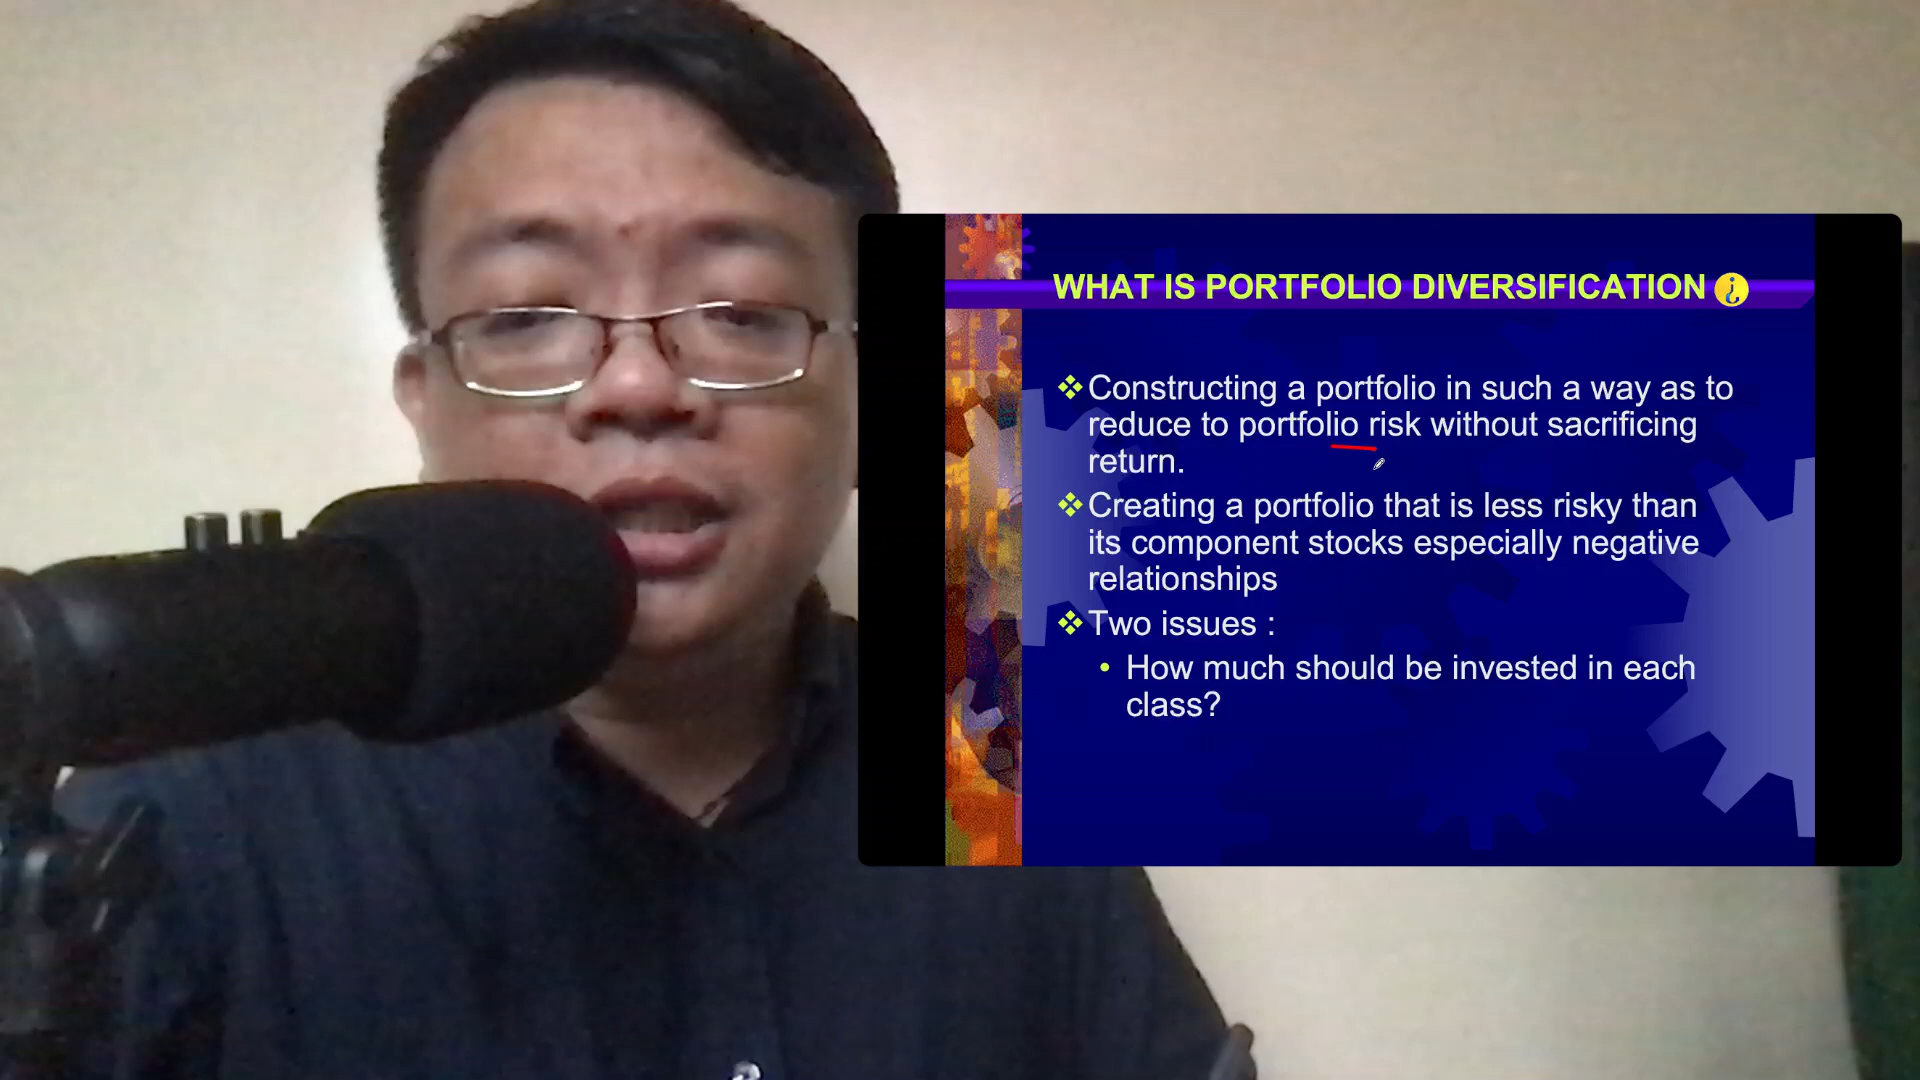 WHAT IS PORTFOLIO DIVERSIFICATION¿
Constructing a portfolio in such a way as to
reduce to portfolio risk without sacrificing
return.
Creating a portfolio that is less risky than
its component stocks especially negative
relationships
Two issues :
• How much should be invested in each
class?